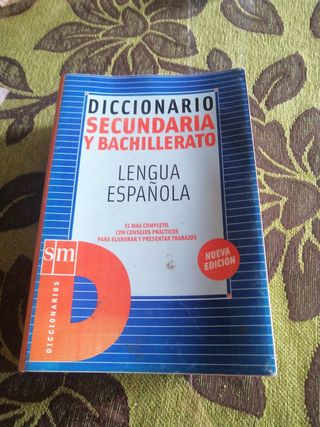 DICCIONARIO
SECUNDARIA
Y BACHILLERATO
LENGUA
ESPAÑOLA
EL MÁS COMPLETO,
CON CONSEJOS PRÁCTICOS
PARA ELABORAR Y PRESENTAR TRABAJOS
NUEVA
EDICIÓN
sm
D
DICCIONARIOS